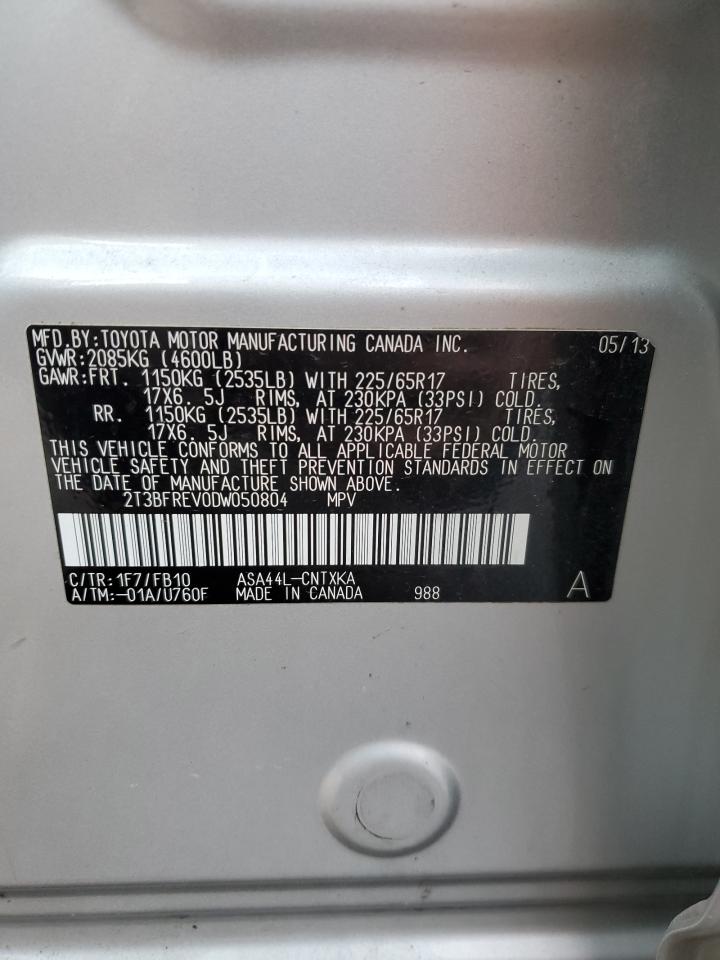 MFD.BY:TOYOTA MOTOR MANUFACTURING CANADA INC. 05/13
GVWR:2085KG (4600LB)
GAWR:FRT. 1150KG (2535LB) WITH 225/65R17 TIRES,
17X6. 5J RIMS, AT 230KPA (33PSI) COLD.
RR. 1150KG (2535LB) WITH 225/65R17 TIRES,
17X6. 5J RIMS, AT 230KPA (33PSI) COLD.
THIS VEHICLE CONFORMS TO ALL APPLICABLE FEDERAL MOTOR
VEHICLE SAFETY AND THEFT PREVENTION STANDARDS IN EFFECT ON
THE DATE OF MANUFACTURE SHOWN ABOVE.
2T3BFREV0DW050804 MPV
C/TR:1F7/FB10 ASA44L-CNTXKA
A/TM:-01A/U760F MADE IN CANADA 988 A